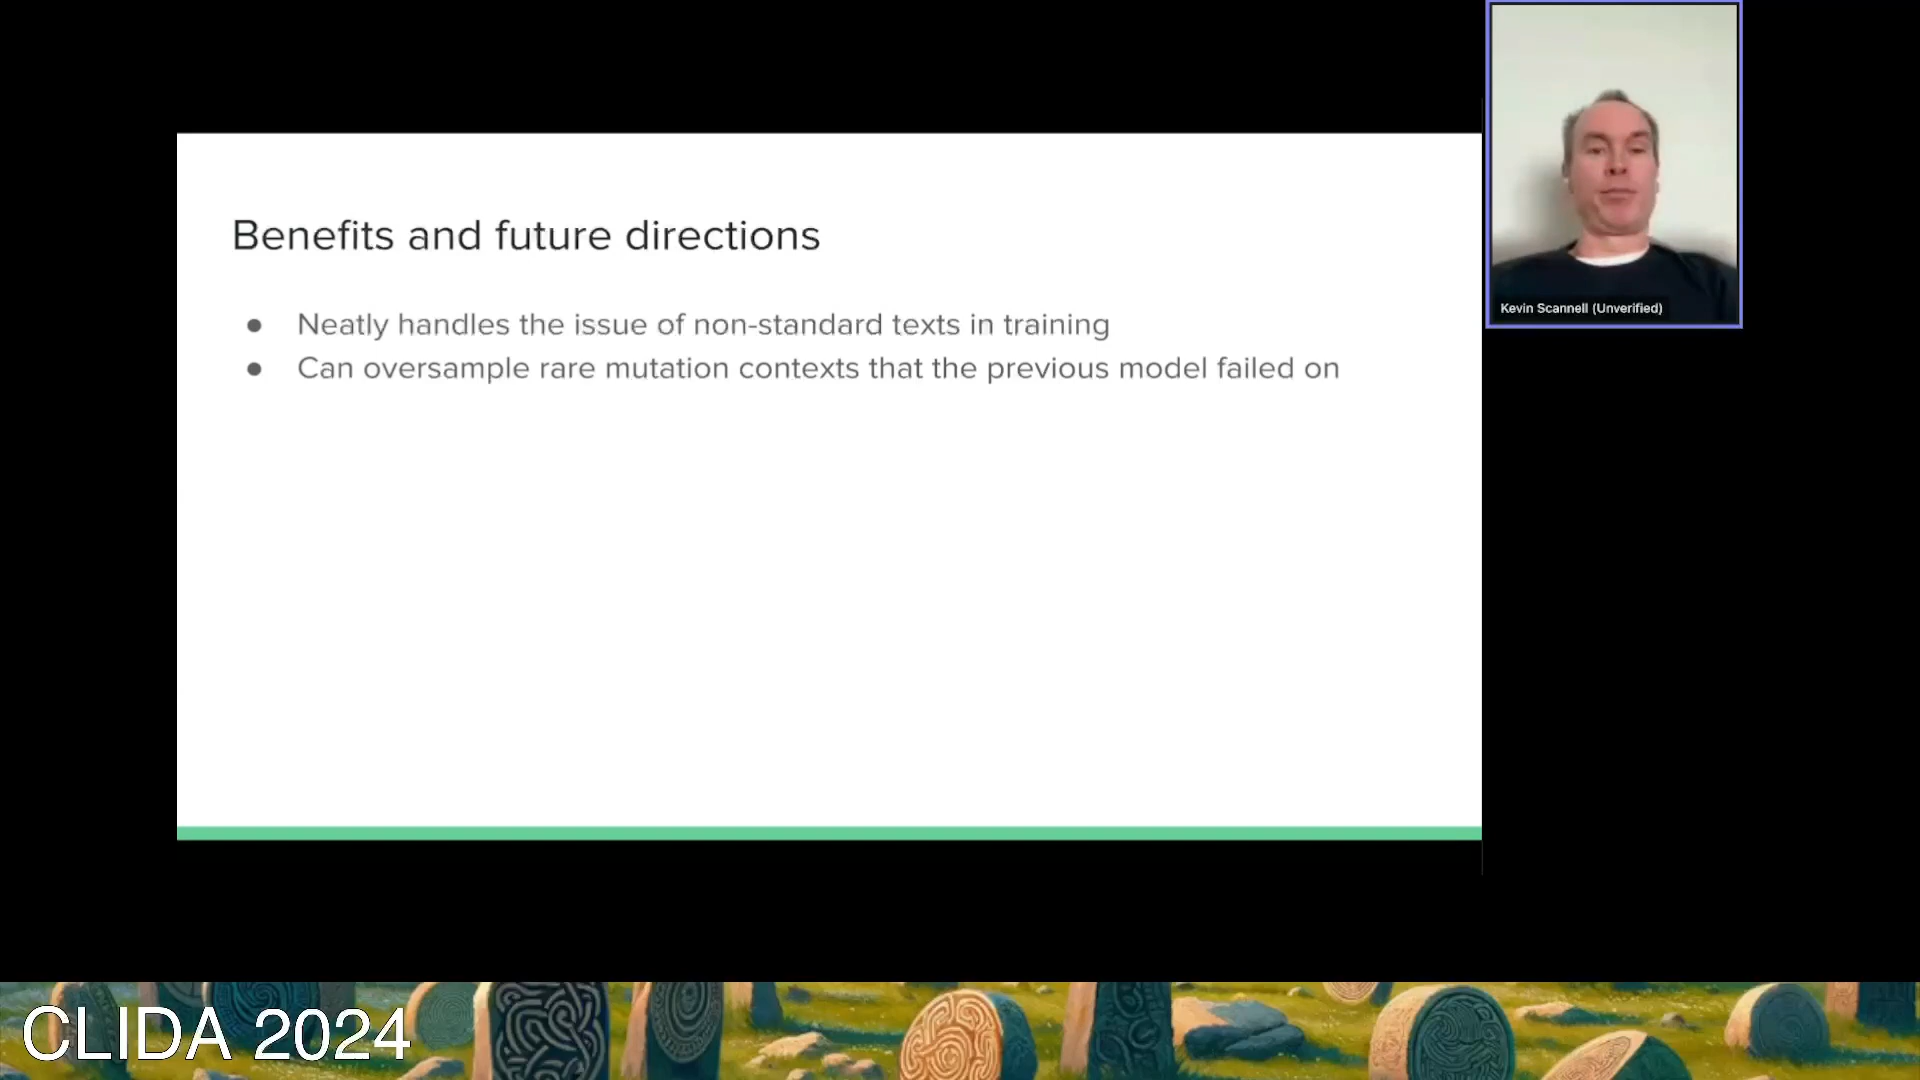 Benefits and future directions
● Neatly handles the issue of non-standard texts in training
● Can oversample rare mutation contexts that the previous model failed on
Kevin Scannell (Unverified)
CLIDA 2024